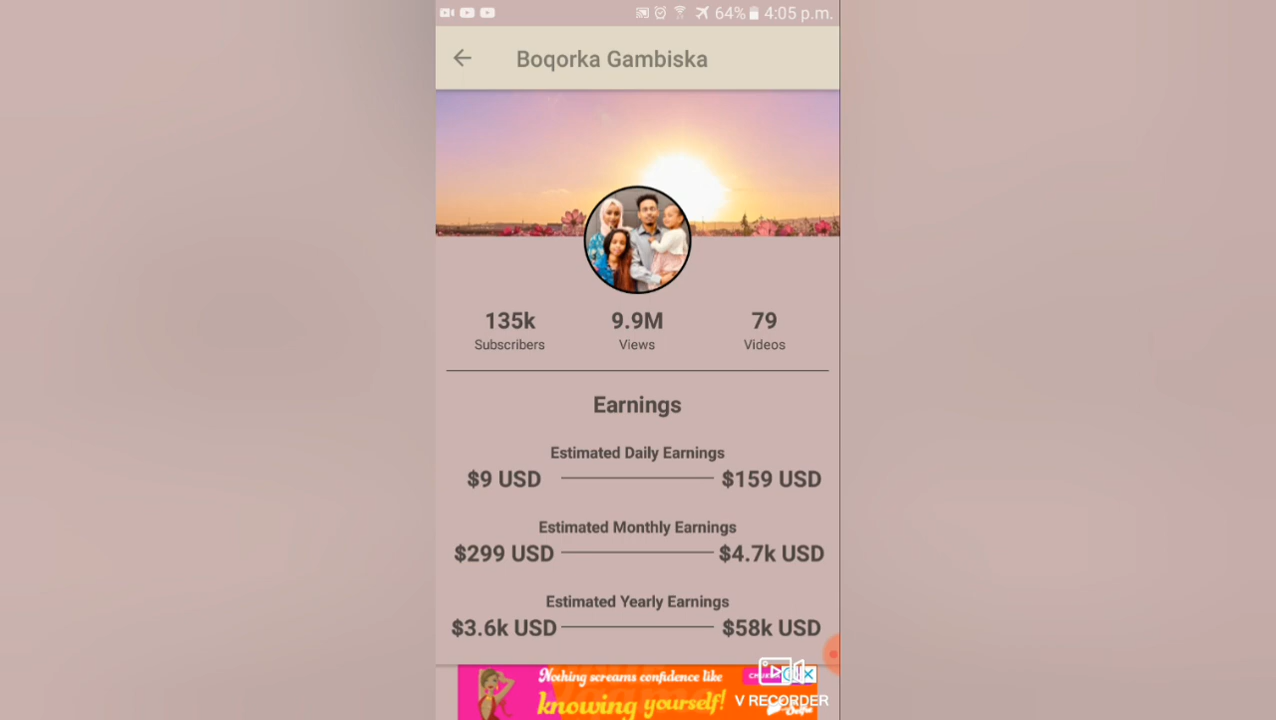 64% 4:05 p.m.
Boqorka Gambiska
135k 9.9M 79
Subscribers Views Videos
Earnings
Estimated Daily Earnings
$9 USD $159 USD
Estimated Monthly Earnings
$299 USD $4.7k USD
Estimated Yearly Earnings
$3.6k USD $58k USD
Nothing screams confidence like
knowing yourself!
V RECORDER